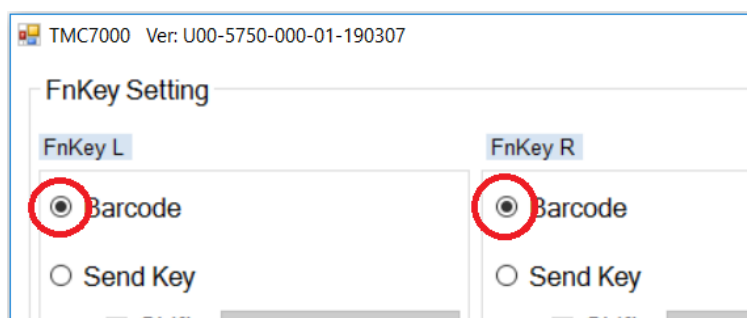 TMC7000 Ver: U00-5750-000-01-190307
FnKey Setting
FnKey L FnKey R
Barcode Barcode
Send Key Send Key